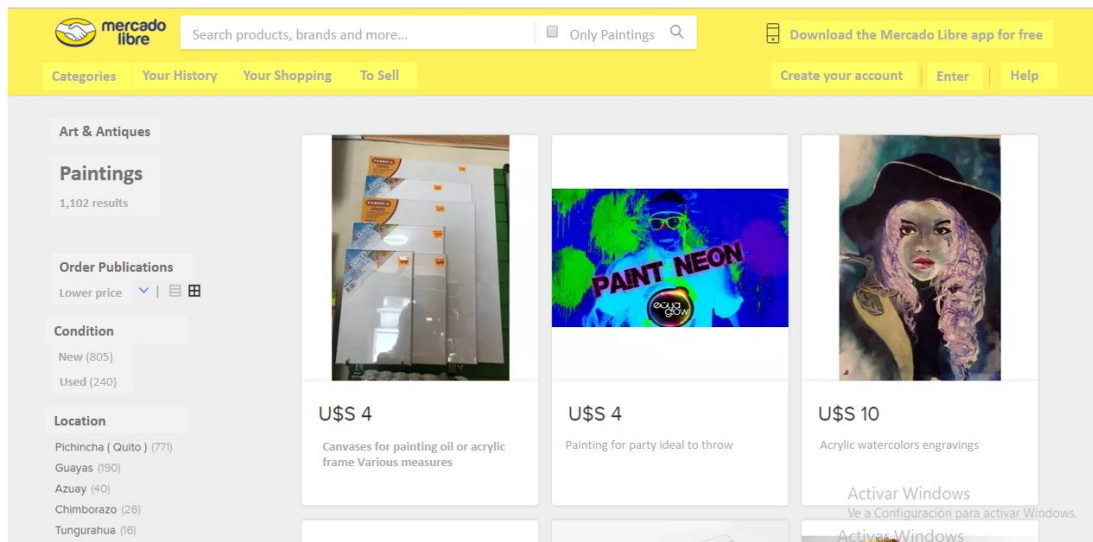 mercado
libre
Search products, brands and more...
Only Paintings
Download the Mercado Libre app for free
Categories
Your History
Your Shopping
To Sell
Create your account
Enter
Help
Art & Antiques
Paintings
1,102 results
Order Publications
Lower price
Condition
New (805)
Used (240)
Location
Pichincha ( Quito ) (771)
Guayas (190)
Azuay (40)
Chimborazo (26)
Tungurahua (16)
PAINT NEON
ecua
glow
U$S 4
Canvases for painting oil or acrylic
frame Various measures
U$S 4
Painting for party ideal to throw
U$S 10
Acrylic watercolors engravings
Activar Windows
Ve a Configuración para activar Windows.
Activar Windows